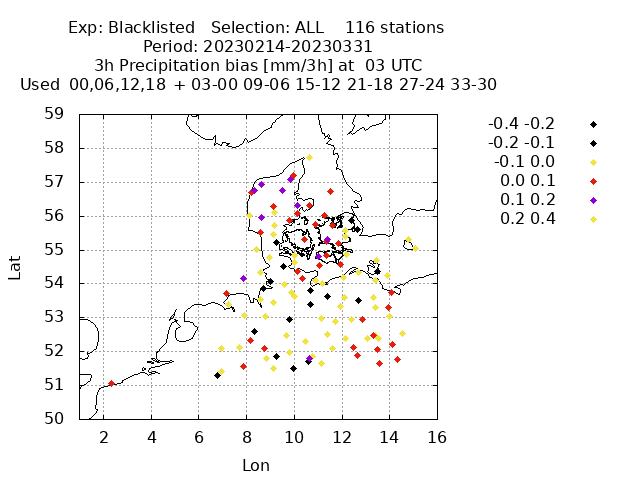 Exp: Blacklisted Selection: ALL 116 stations
Period: 20230214-20230331
3h Precipitation bias [mm/3h] at 03 UTC
Used 00,06,12,18 + 03-00 09-06 15-12 21-18 27-24 33-30
59
58
57
56
55
54
53
52
51
50
Lat
2 4 6 8 10 12 14 16
Lon
-0.4 -0.2
-0.2 -0.1
-0.1 0.0
0.0 0.1
0.1 0.2
0.2 0.4